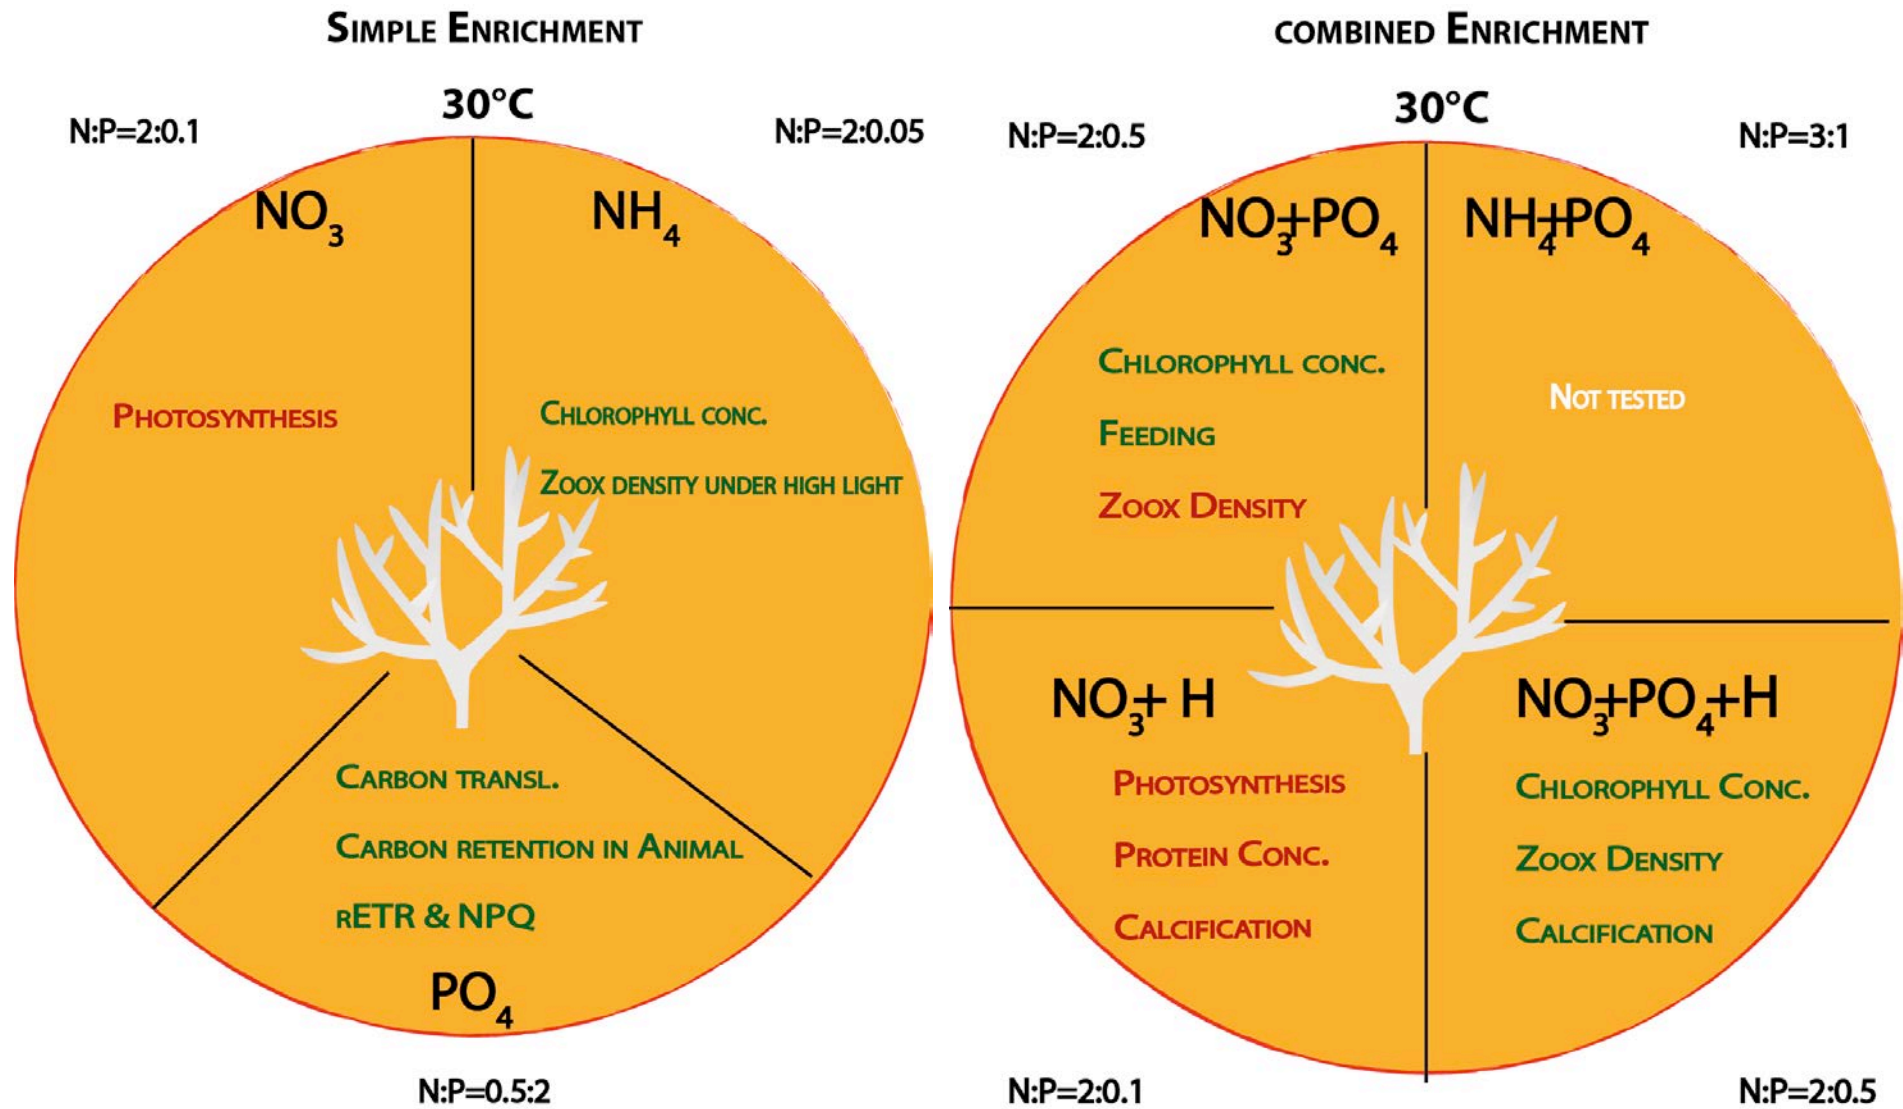 SIMPLE ENRICHMENT
30°C
N:P=2:0.1
N:P=2:0.05
NO3
NH4
PHOTOSYNTHESIS
CHLOROPHYLL CONC.
ZOOX DENSITY UNDER HIGH LIGHT
CARBON TRANSL.
CARBON RETENTION IN ANIMAL
RETR & NPQ
PO4
N:P=0.5:2
COMBINED ENRICHMENT
30°C
N:P=2:0.5
N:P=3:1
NO3+PO4
NH4+PO4
CHLOROPHYLL CONC.
FEEDING
ZOOX DENSITY
NOT TESTED
NO3+ H
NO3+PO4+H
PHOTOSYNTHESIS
PROTEIN CONC.
CALCIFICATION
CHLOROPHYLL CONC.
ZOOX DENSITY
CALCIFICATION
N:P=2:0.1
N:P=2:0.5